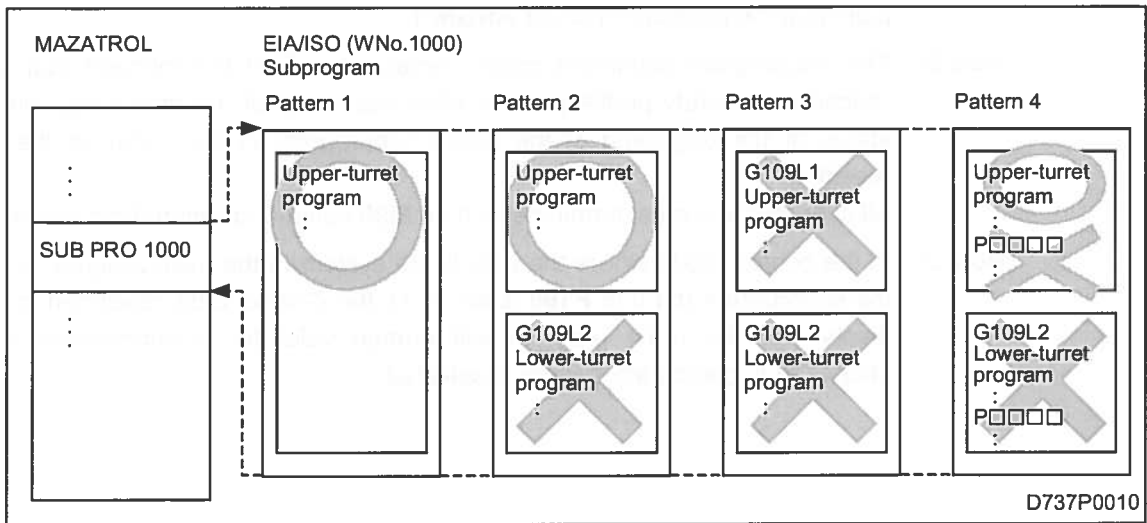 MAZATROL
⋮
SUB PRO 1000
⋮
EIA/ISO (WNo.1000)
Subprogram
Pattern 1
Upper-turret
program
⋮
Pattern 2
Upper-turret
program
⋮
G109L2
Lower-turret
program
⋮
Pattern 3
G109L1
Upper-turret
program
⋮
G109L2
Lower-turret
program
⋮
Pattern 4
Upper-turret
program
⋮
P□□□□
⋮
G109L2
Lower-turret
program
⋮
P□□□□
⋮
D737P0010